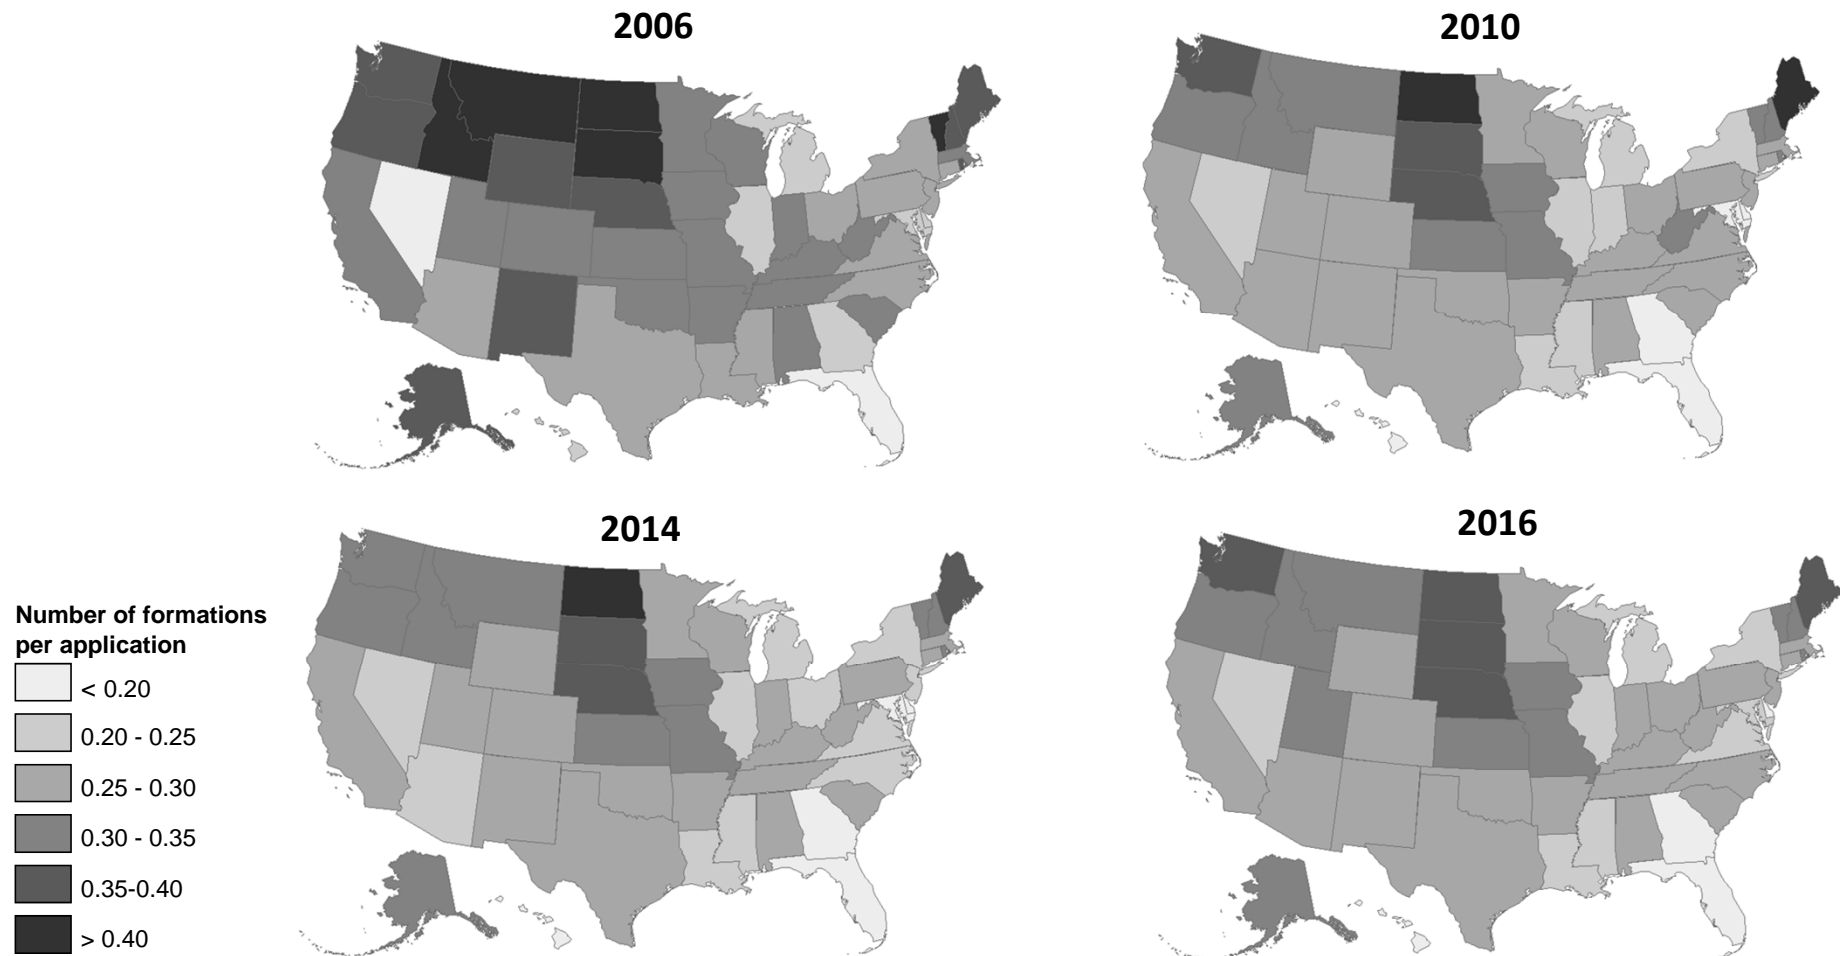 2006
2010
2014
2016
Number of formations
per application
< 0.20
0.20 - 0.25
0.25 - 0.30
0.30 - 0.35
0.35-0.40
> 0.40